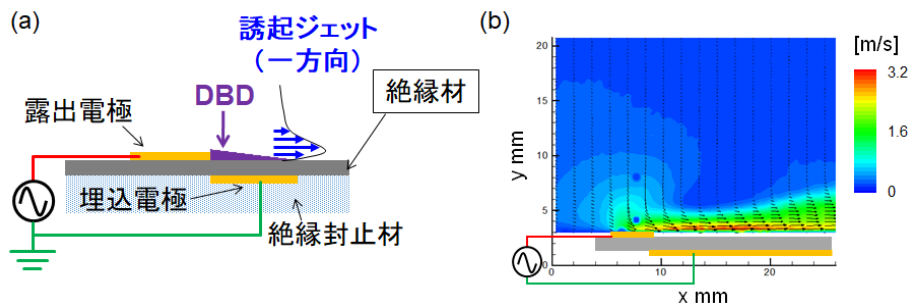 (a)
誘起ジェット
(一方向)
DBD
絶縁材
露出電極
埋込電極
絶縁封止材
(b)
[m/s]
3.2
0
y mm
20
15
10
5
0
0
10
20
x mm